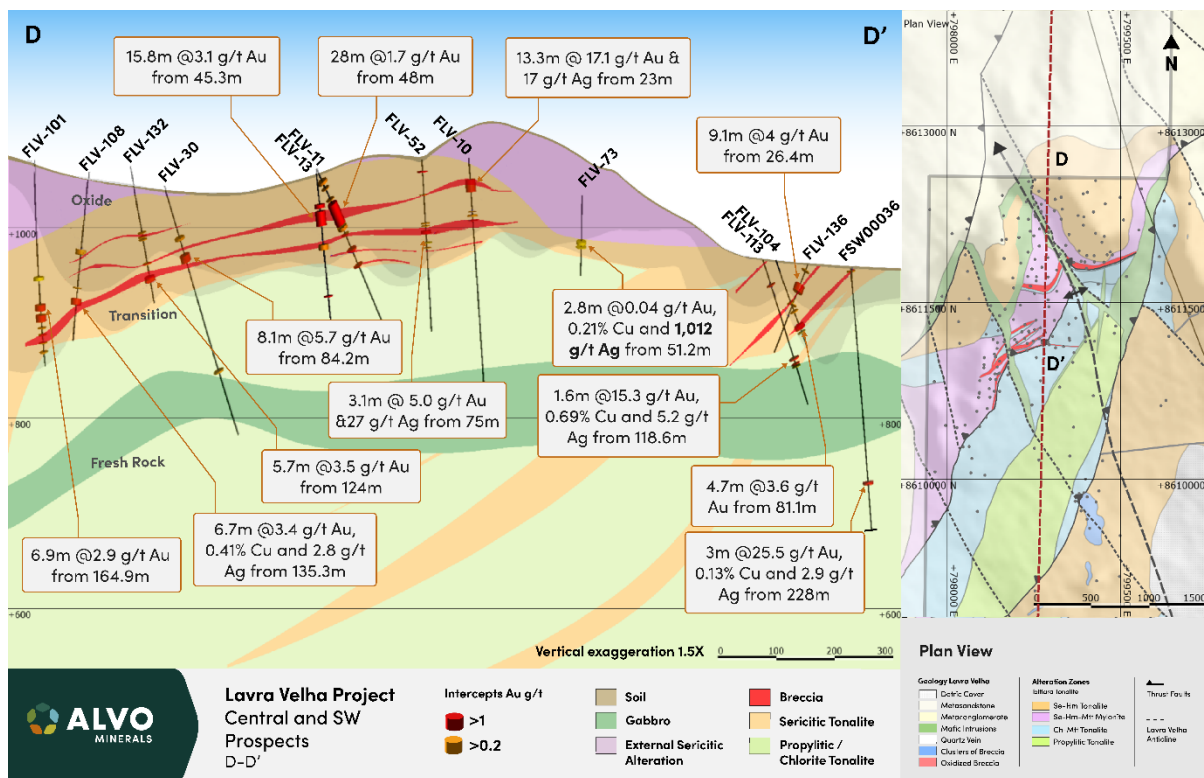 D
D'
15.8m @3.1 g/t Au
from 45.3m
28m @1.7 g/t Au
from 48m
13.3m @ 17.1 g/t Au &
17 g/t Ag from 23m
9.1m @4 g/t Au
from 26.4m
FLV-101
FLV-108
FLV-132
FLV-30
FLV-11
FLV-13
FLV-52
FLV-10
FLV-73
FLV-104
FLV-113
FLV-136
FSW00036
Oxide
+1000
Transition
8.1m @5.7 g/t Au
from 84.2m
2.8m @0.04 g/t Au,
0.21% Cu and 1,012
g/t Ag from 51.2m
3.1m @ 5.0 g/t Au
&27 g/t Ag from 75m
1.6m @15.3 g/t Au,
0.69% Cu and 5.2 g/t
Ag from 118.6m
+800
+800
Fresh Rock
5.7m @3.5 g/t Au
from 124m
4.7m @3.6 g/t
Au from 81.1m
6.9m @2.9 g/t Au
from 164.9m
6.7m @3.4 g/t Au,
0.41% Cu and 2.8 g/t
Ag from 135.3m
3m @25.5 g/t Au,
0.13% Cu and 2.9 g/t
Ag from 228m
+600
+600
Vertical exaggeration 1.5X
0 100 200 300
Plan View
+798000 E
+799500 E
N
+8613000 N
+8613000 N
D
+8611500 N
+8611500 N
D'
+8610000 N
+8610000 N
+798000 E
+799500 E
0 500 1000 1500
ALVO
MINERALS
Lavra Velha Project
Central and SW
Prospects
D-D'
Intercepts Au g/t
>1
>0.2
Soil
Gabbro
External Sericitic
Alteration
Breccia
Sericitic Tonalite
Propylitic /
Chlorite Tonalite
Plan View
Geology Lavra Velha
Detric Cover
Metasandstone
Metaconglomerate
Mafic Intrusions
Quartz Vein
Clusters of Breccia
Oxidized Breccia
Alteration Zones
Ibitiara Tonalite
Se-Hm Tonalite
Se-Hm-Mtt Mylonite
Ch-Mtt Tonalite
Propylitic Tonalite
Thrust Faults
Lavra Velha
Anticline